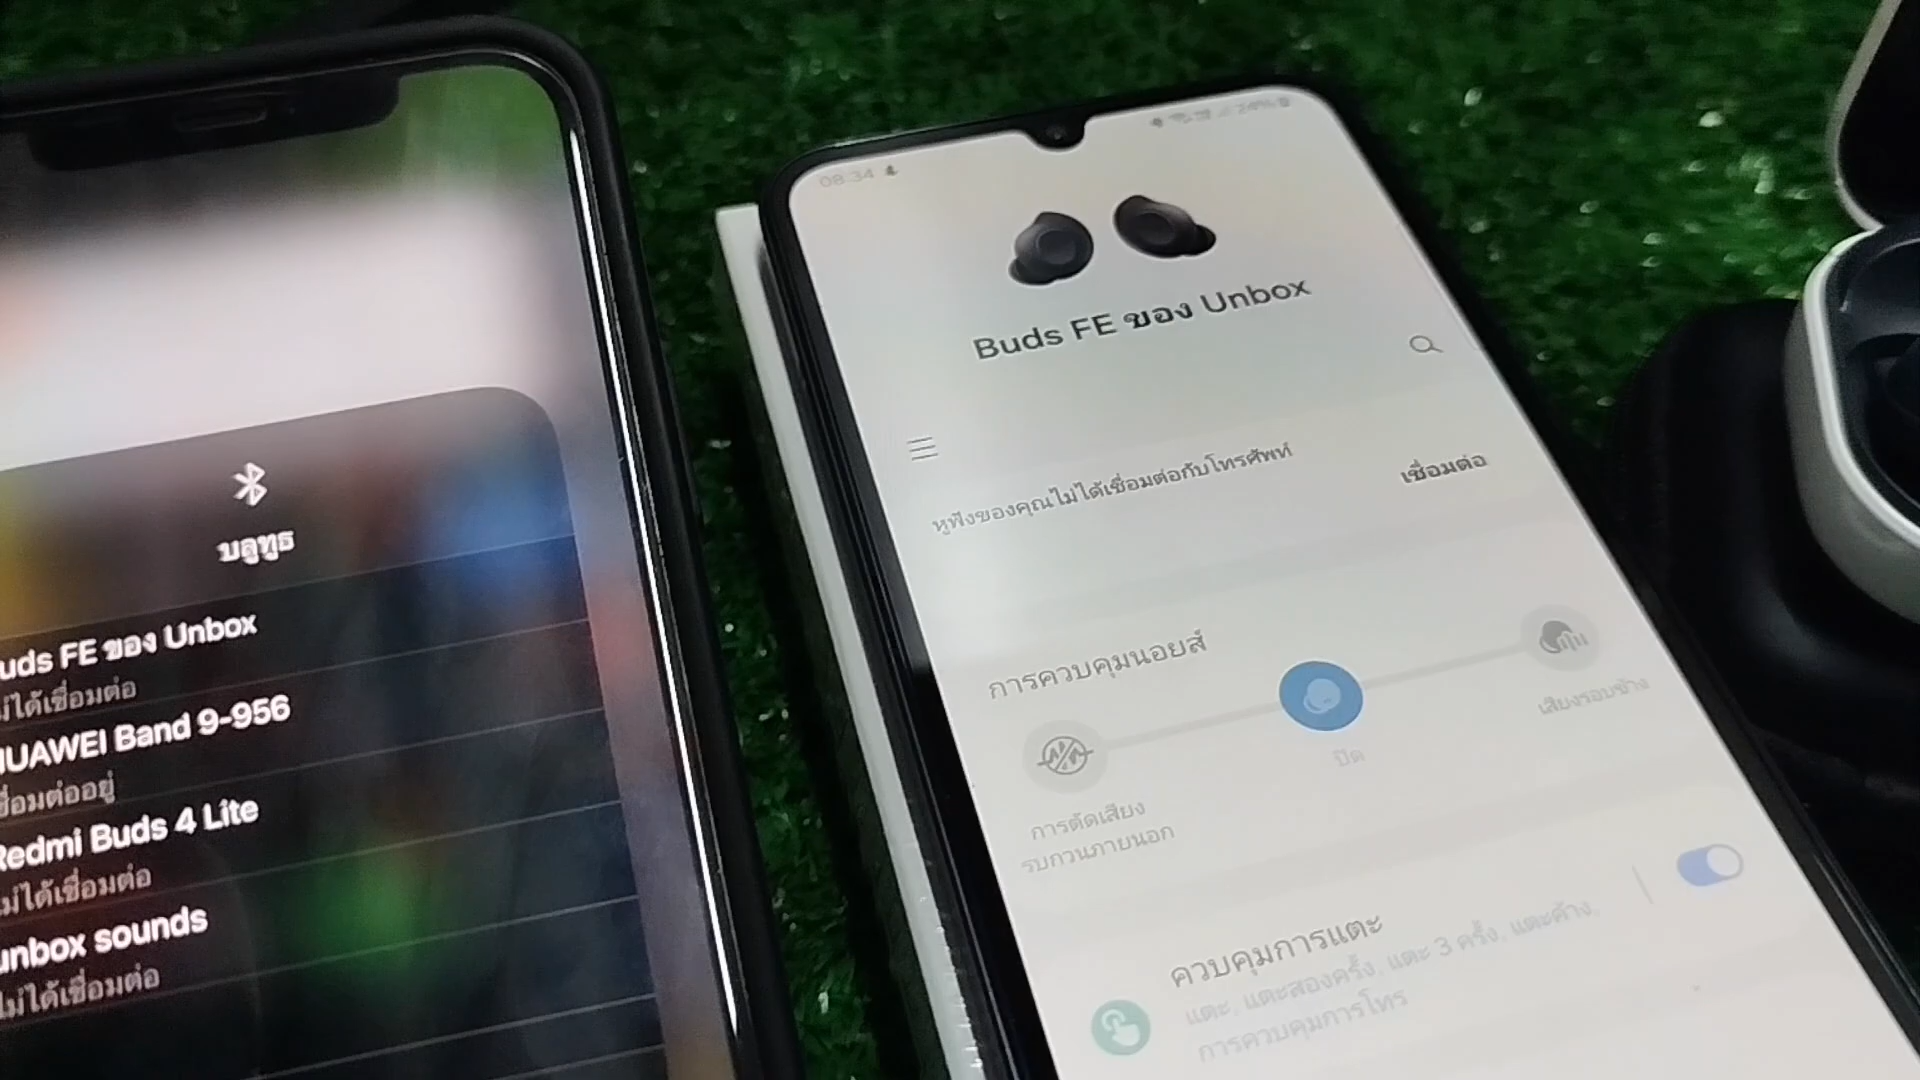 บลูทูธ
uds FE ของ Unbox
ม่ได้เชื่อมต่อ
HUAWEI Band 9-956
ชื่อมต่ออยู่
Redmi Buds 4 Lite
ม่ได้เชื่อมต่อ
unbox sounds
ไม่ได้เชื่อมต่อ
08:34
24%
Buds FE ของ Unbox
หูฟังของคุณไม่ได้เชื่อมต่อกับโทรศัพท์
เชื่อมต่อ
การควบคุมนอยส์
เสียงรอบข้าง
ปิด
การตัดเสียง
รบกวนภายนอก
ควบคุมการแตะ
แตะ, แตะสองครั้ง, แตะ 3 ครั้ง, แตะค้าง,
การควบคุมการโทร